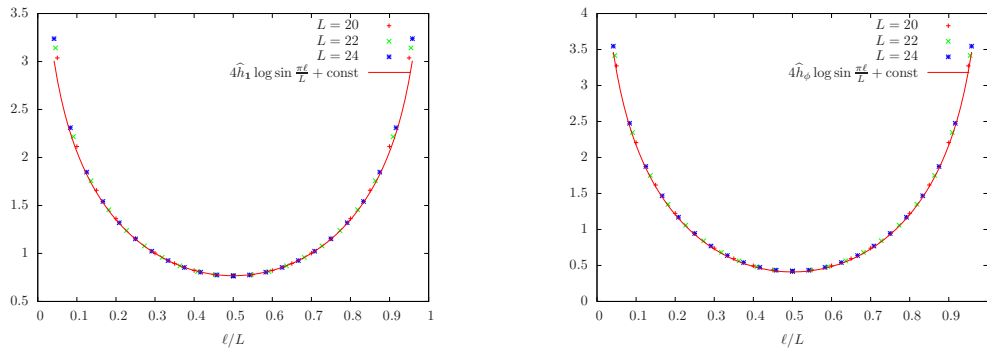 3.5
3
2.5
2
1.5
1
0.5
0 0.1 0.2 0.3 0.4 0.5 0.6 0.7 0.8 0.9 1
ℓ/L
L = 20
L = 22
L = 24
4ĥ₁ log sin πℓ/L + const
4
3.5
3
2.5
2
1.5
1
0.5
0
0 0.1 0.2 0.3 0.4 0.5 0.6 0.7 0.8 0.9
ℓ/L
L = 20
L = 22
L = 24
4ĥ_ϕ log sin πℓ/L + const